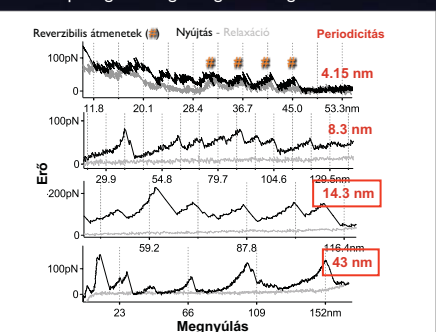 Reverzibilis átmenetek (#) Nyújtás - Relaxáció
Periodicitás
# # # #
100pN
4.15 nm
0
11.8 20.1 28.4 36.7 45.0 53.3nm
100pN
8.3 nm
0
29.9 54.8 79.7 104.6 129.5nm
200pN
14.3 nm
0
59.2 87.8 116.4nm
43 nm
100pN
0
23 66 109 152nm
Erő
Megnyúlás